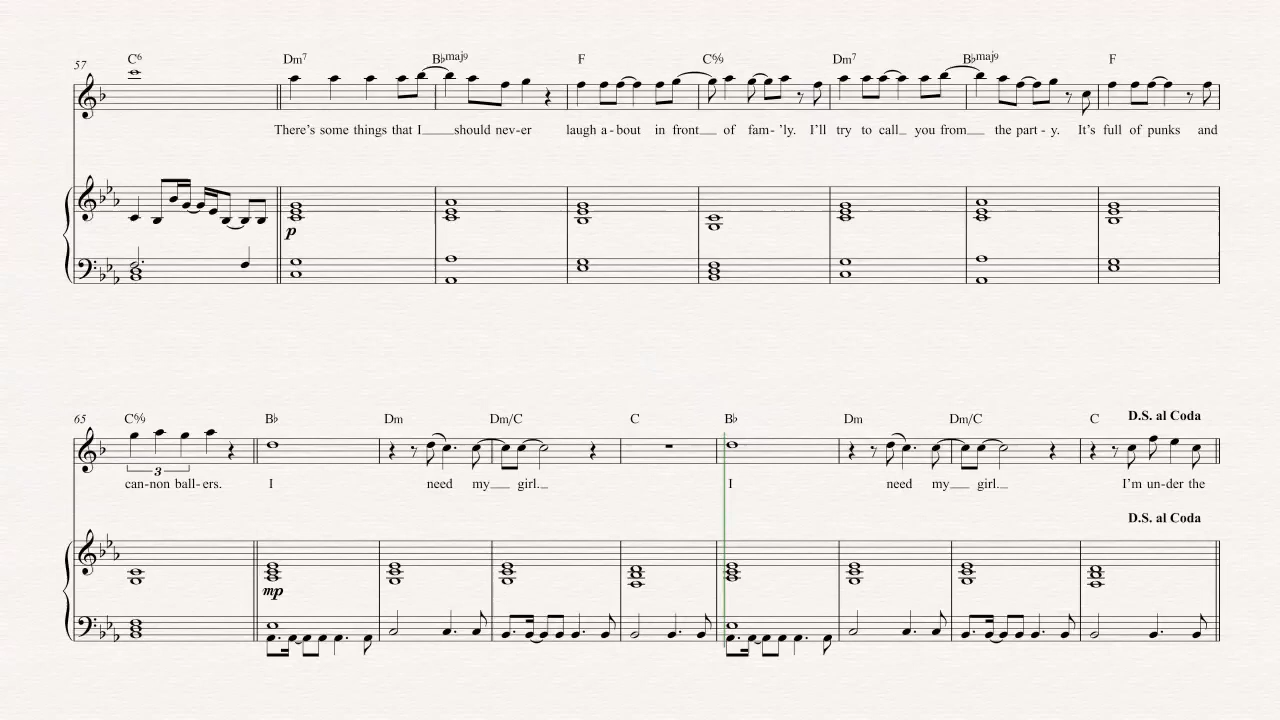 57
C6 Dm7 B♭maj9 F C6/9 Dm7 B♭maj9 F
There's some things that I should nev-er laugh a-bout in front of fam-'ly. I'll try to call you from the part-y. It's full of punks and
p
65
C6/9 B♭ Dm Dm/C C B♭ Dm Dm/C C D.S. al Coda
3
can-non ball-ers. I need my girl. I need my girl. I'm un-der the
D.S. al Coda
mp